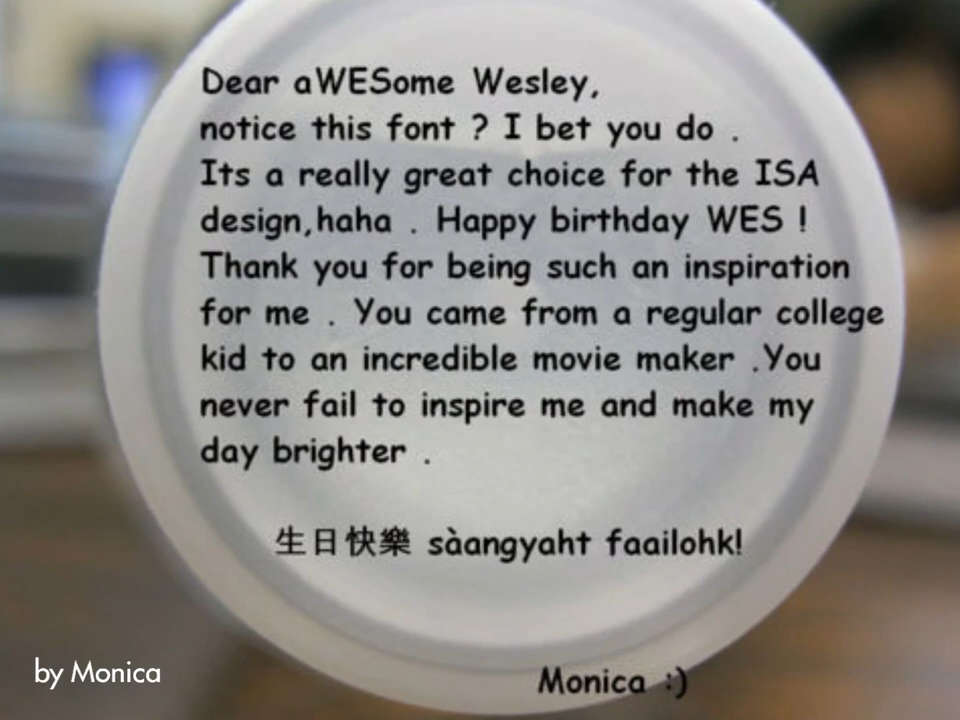 Dear aWESome Wesley,
notice this font ? I bet you do .
Its a really great choice for the ISA
design,haha . Happy birthday WES !
Thank you for being such an inspiration
for me . You came from a regular college
kid to an incredible movie maker .You
never fail to inspire me and make my
day brighter .
生日快樂 sàangyaht faailohk!
Monica :)
by Monica